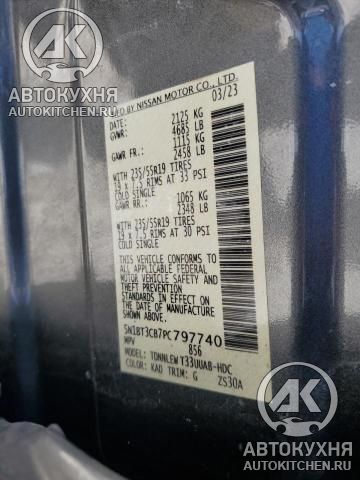 АК
АВТОКУХНЯ
AUTOKITCHEN.RU
MFD BY NISSAN MOTOR CO., LTD.
03/23
GVWR: 2125 KG
4685 LB
GAWR FR.: 1115 KG
2458 LB
WITH 235/55R19 TIRES
19 x 7.5 RIMS AT 33 PSI
COLD SINGLE
GAWR RR.: 1065 KG
2348 LB
WITH 235/55R19 TIRES
19 x 7.5 RIMS AT 30 PSI
COLD SINGLE
THIS VEHICLE CONFORMS
TO ALL APPLICABLE FEDERAL
MOTOR VEHICLE SAFETY
STANDARDS IN EFFECT
ON THE DATE OF MANUFACTURE
SHOWN ABOVE.
5N1BT3CB7PC797740
MPV 856
MODEL: TDNNLEW T33UUAB-HDC
COLOR: KAD TRIM: G ZS30A
АК
АВТОКУХНЯ
AUTOKITCHEN.RU